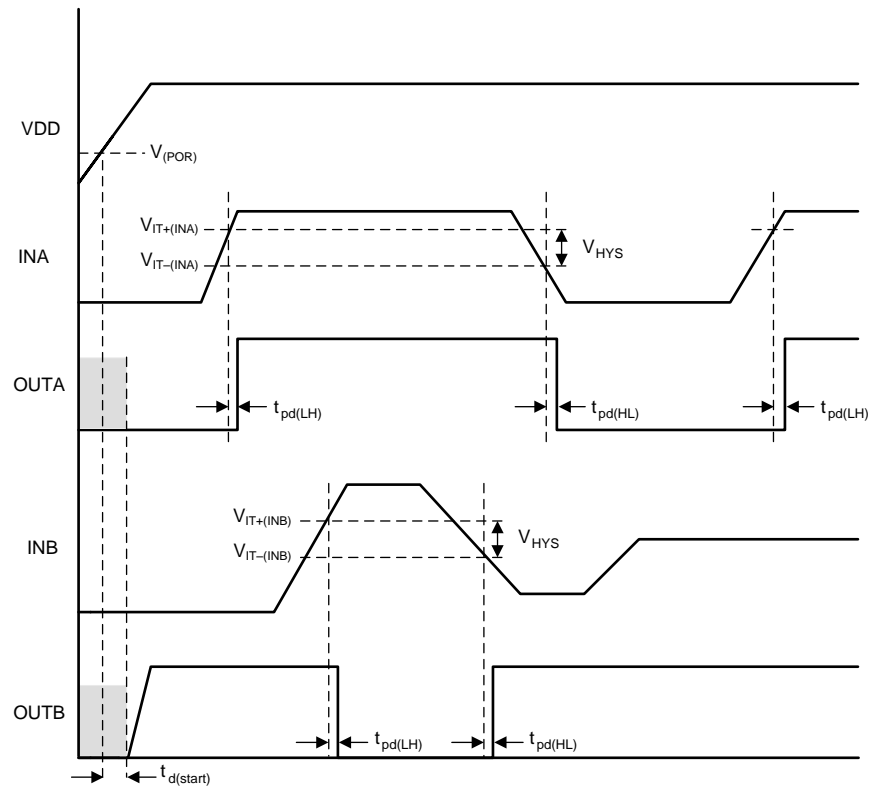 VDD
V(POR)
VIT+(INA)
INA
VIT–(INA)
VHYS
OUTA
tpd(LH)
tpd(HL)
tpd(LH)
VIT+(INB)
INB
VIT–(INB)
VHYS
OUTB
tpd(LH)
tpd(HL)
td(start)